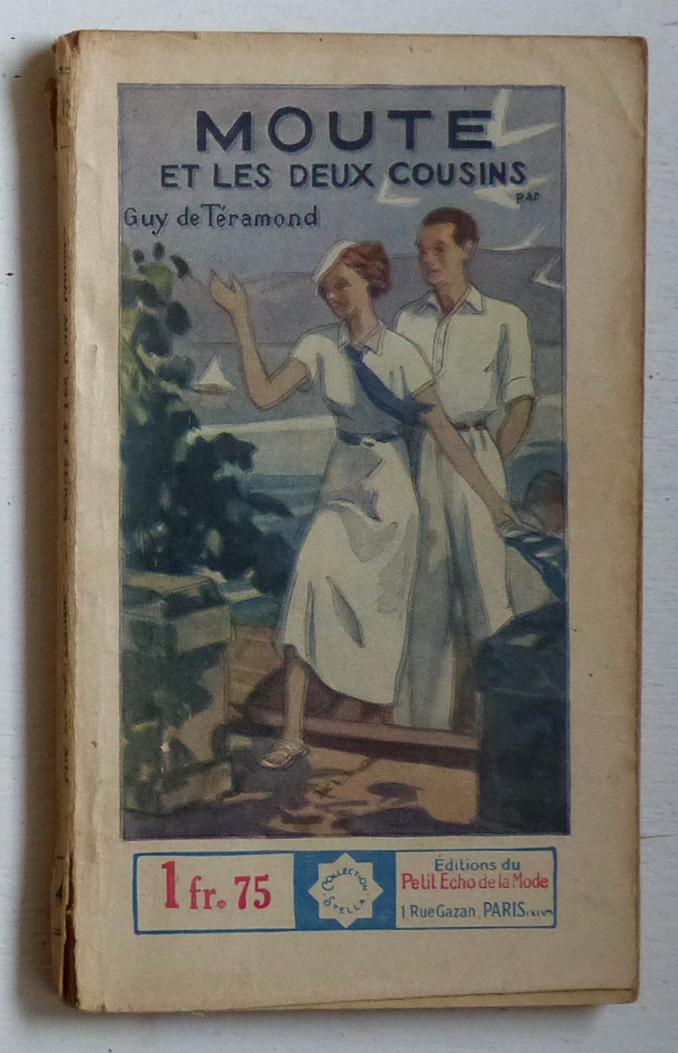 MOUTE
ET LES DEUX COUSINS
par
Guy de Téramond
1 fr. 75
COLLECTION
STELLA
Éditions du
Petit Echo de la Mode
1, Rue Gazan, PARIS (XIVe)